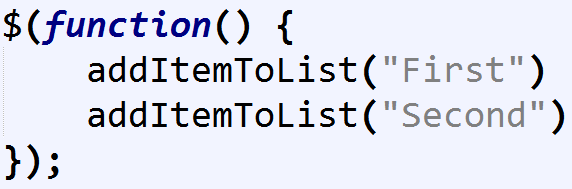 $(function() {
    addItemToList("First")
    addItemToList("Second")
});